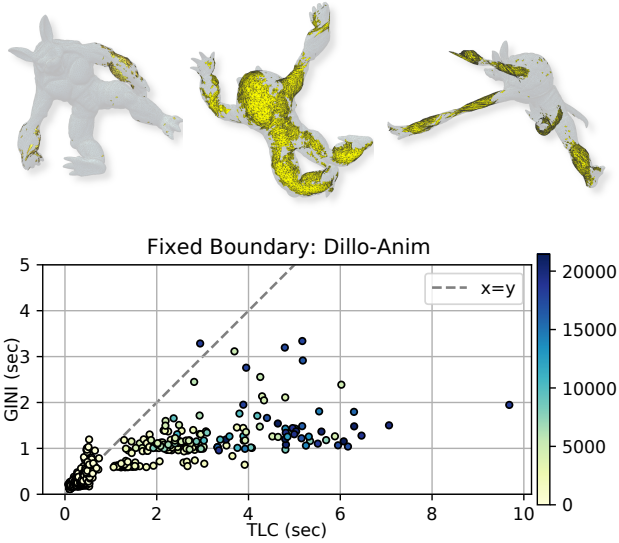 Fixed Boundary: Dillo-Anim
5
4
3
2
1
0
GINI (sec)
x=y
0 2 4 6 8 10
TLC (sec)
20000
15000
10000
5000
0